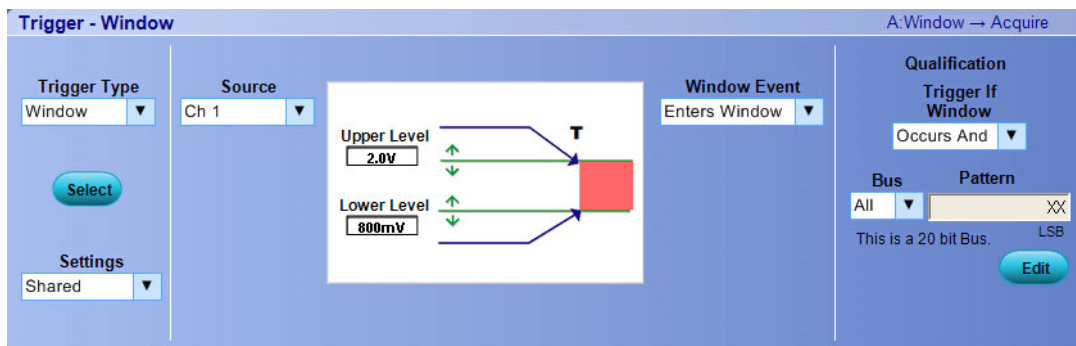 Trigger - Window
A:Window → Acquire
Trigger Type
Window
Select
Settings
Shared
Source
Ch 1
Upper Level
2.0V
Lower Level
800mV
T
Window Event
Enters Window
Qualification
Trigger If
Window
Occurs And
Bus
Pattern
All
XX
This is a 20 bit Bus.
LSB
Edit